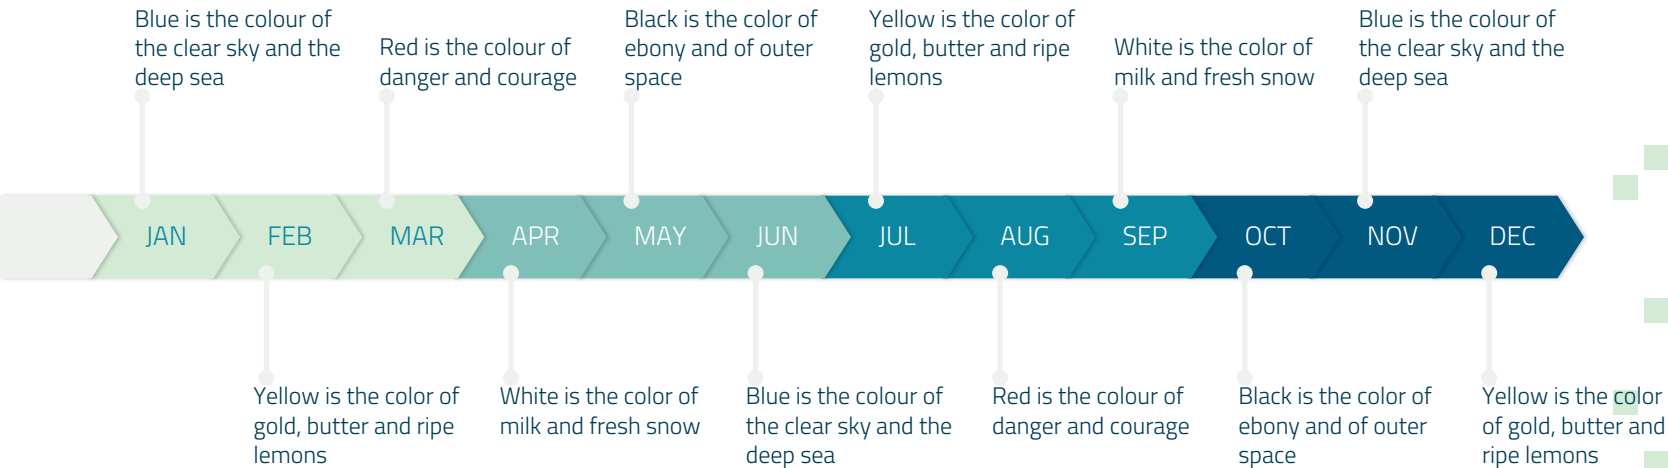 Blue is the colour of
the clear sky and the
deep sea
Red is the colour of
danger and courage
Black is the color of
ebony and of outer
space
Yellow is the color of
gold, butter and ripe
lemons
White is the color of
milk and fresh snow
Blue is the colour of
the clear sky and the
deep sea
JAN FEB MAR APR MAY JUN JUL AUG SEP OCT NOV DEC
Yellow is the color of
gold, butter and ripe
lemons
White is the color of
milk and fresh snow
Blue is the colour of
the clear sky and the
deep sea
Red is the colour of
danger and courage
Black is the color of
ebony and of outer
space
Yellow is the color
of gold, butter and
ripe lemons